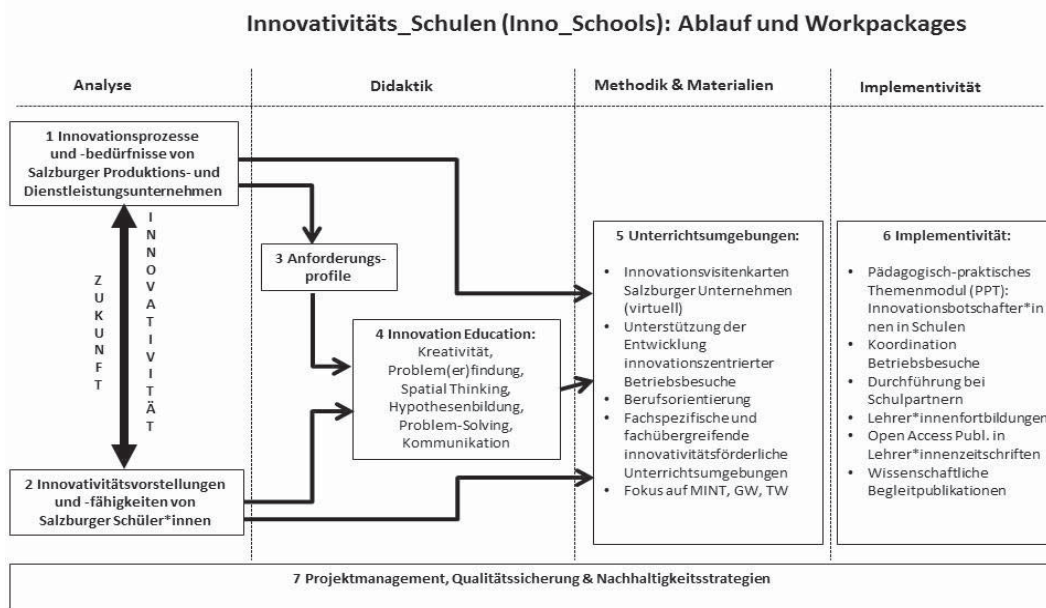 Innovativitäts_Schulen (Inno_Schools): Ablauf und Workpackages
Analyse
Didaktik
Methodik & Materialien
Implementivität
1 Innovationsprozesse
und -bedürfnisse von
Salzburger Produktions- und
Dienstleistungsunternehmen
ZUKUNFT
INNOVATIVITÄT
2 Innovativitätsvorstellungen
und -fähigkeiten von
Salzburger Schüler*innen
3 Anforderungs-
profile
4 Innovation Education:
Kreativität,
Problem(er)findung,
Spatial Thinking,
Hypothesenbildung,
Problem-Solving,
Kommunikation
5 Unterrichtsumgebungen:
• Innovationsvisitenkarten
Salzburger Unternehmen
(virtuell)
• Unterstützung der
Entwicklung
innovationszentrierter
Betriebsbesuche
• Berufsorientierung
• Fachspezifische und
fachübergreifende
innovativitätsförderliche
Unterrichtsumgebungen
• Fokus auf MINT, GW, TW
6 Implementivität:
• Pädagogisch-praktisches
Themenmodul (PPT):
Innovationsbotschafter*in
nen in Schulen
• Koordination
Betriebsbesuche
• Durchführung bei
Schulpartnern
• Lehrer*innenfortbildungen
• Open Access Publ. in
Lehrer*innenzeitschriften
• Wissenschaftliche
Begleitpublikationen
7 Projektmanagement, Qualitätssicherung & Nachhaltigkeitsstrategien